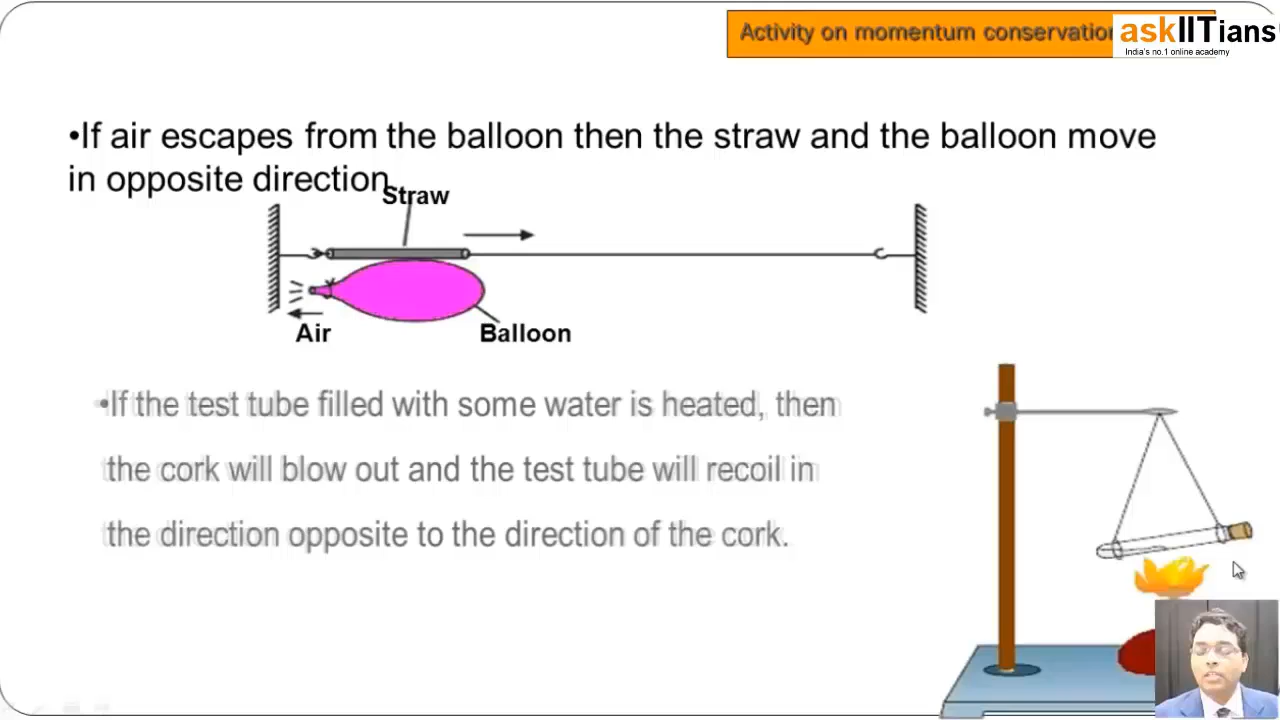 Activity on momentum conservation
askIITians
India's no.1 online academy
•If air escapes from the balloon then the straw and the balloon move
in opposite direction.
Straw
Air
Balloon
•If the test tube filled with some water is heated, then
the cork will blow out and the test tube will recoil in
the direction opposite to the direction of the cork.